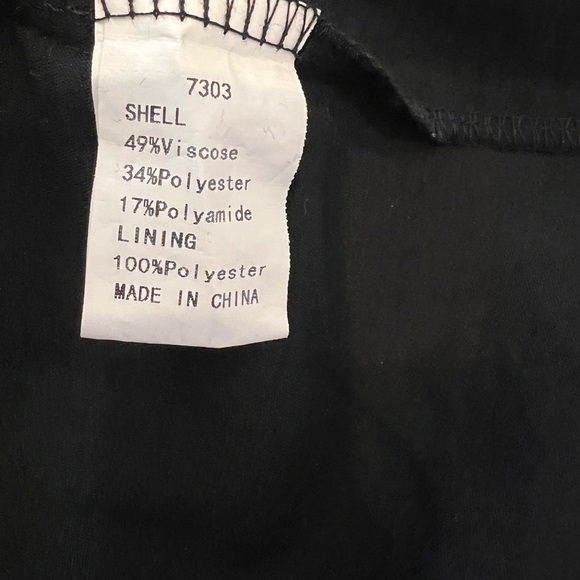 7303
SHELL
49%Viscose
34%Polyester
17%Polyamide
LINING
100%Polyester
MADE IN CHINA